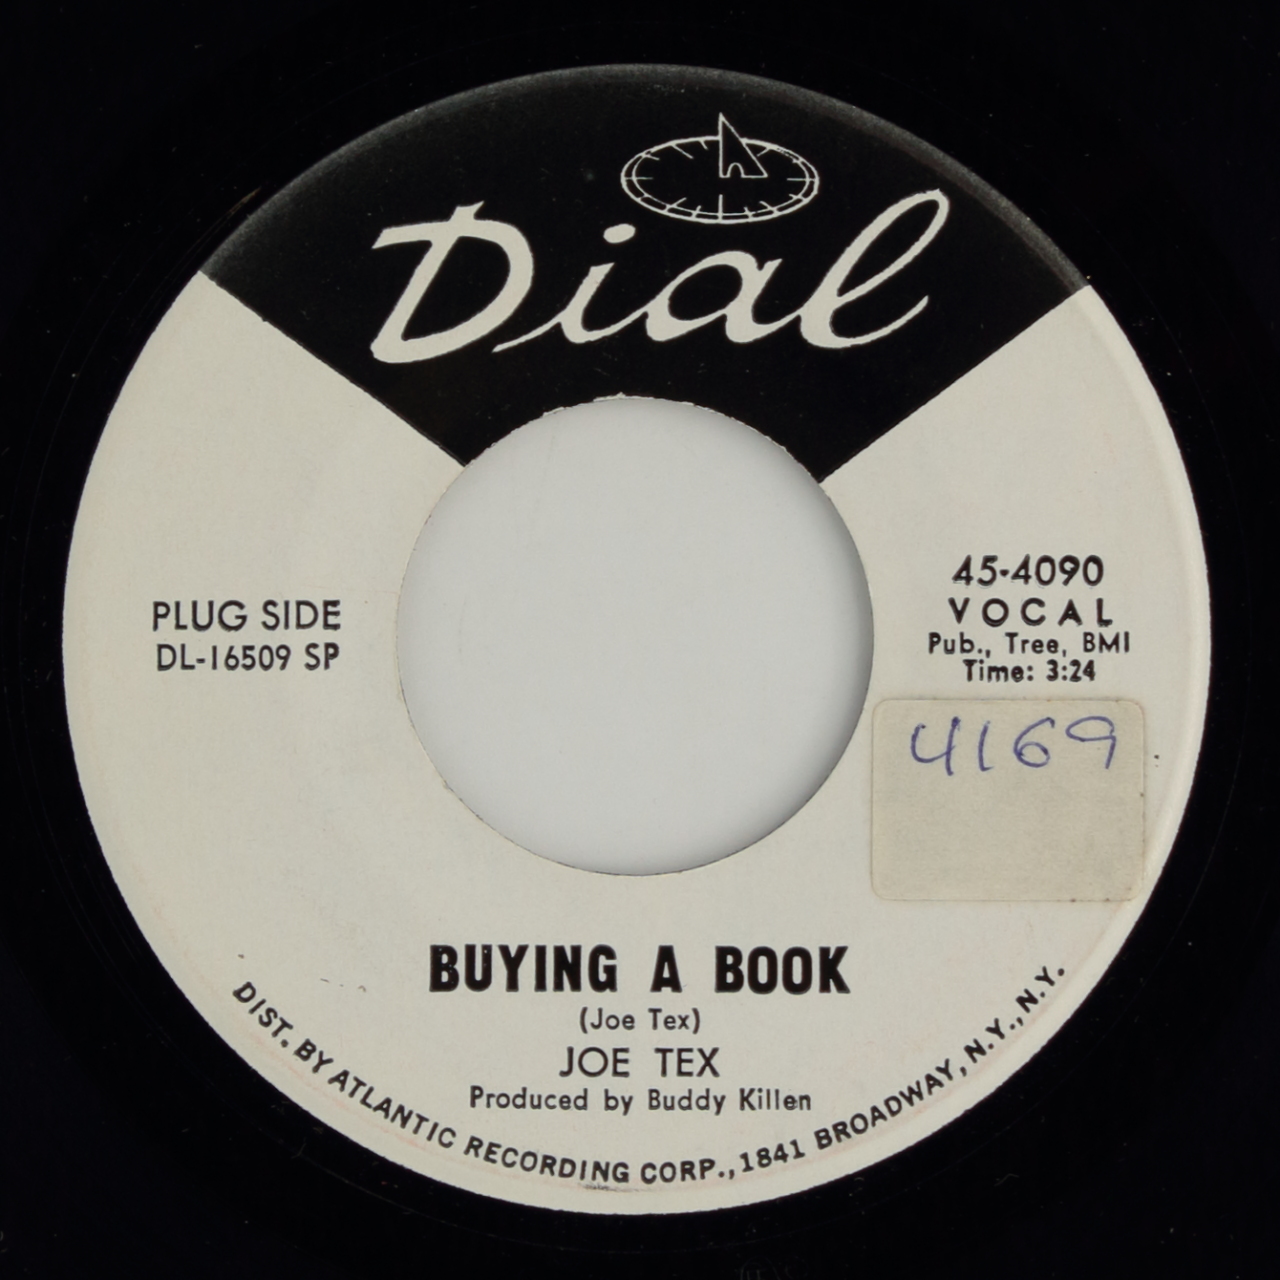 Dial
PLUG SIDE
DL-16509 SP
45-4090
VOCAL
Pub., Tree, BMI
Time: 3:24
4169
BUYING A BOOK
(Joe Tex)
JOE TEX
Produced by Buddy Killen
DIST. BY ATLANTIC RECORDING CORP., 1841 BROADWAY, N.Y., N.Y.